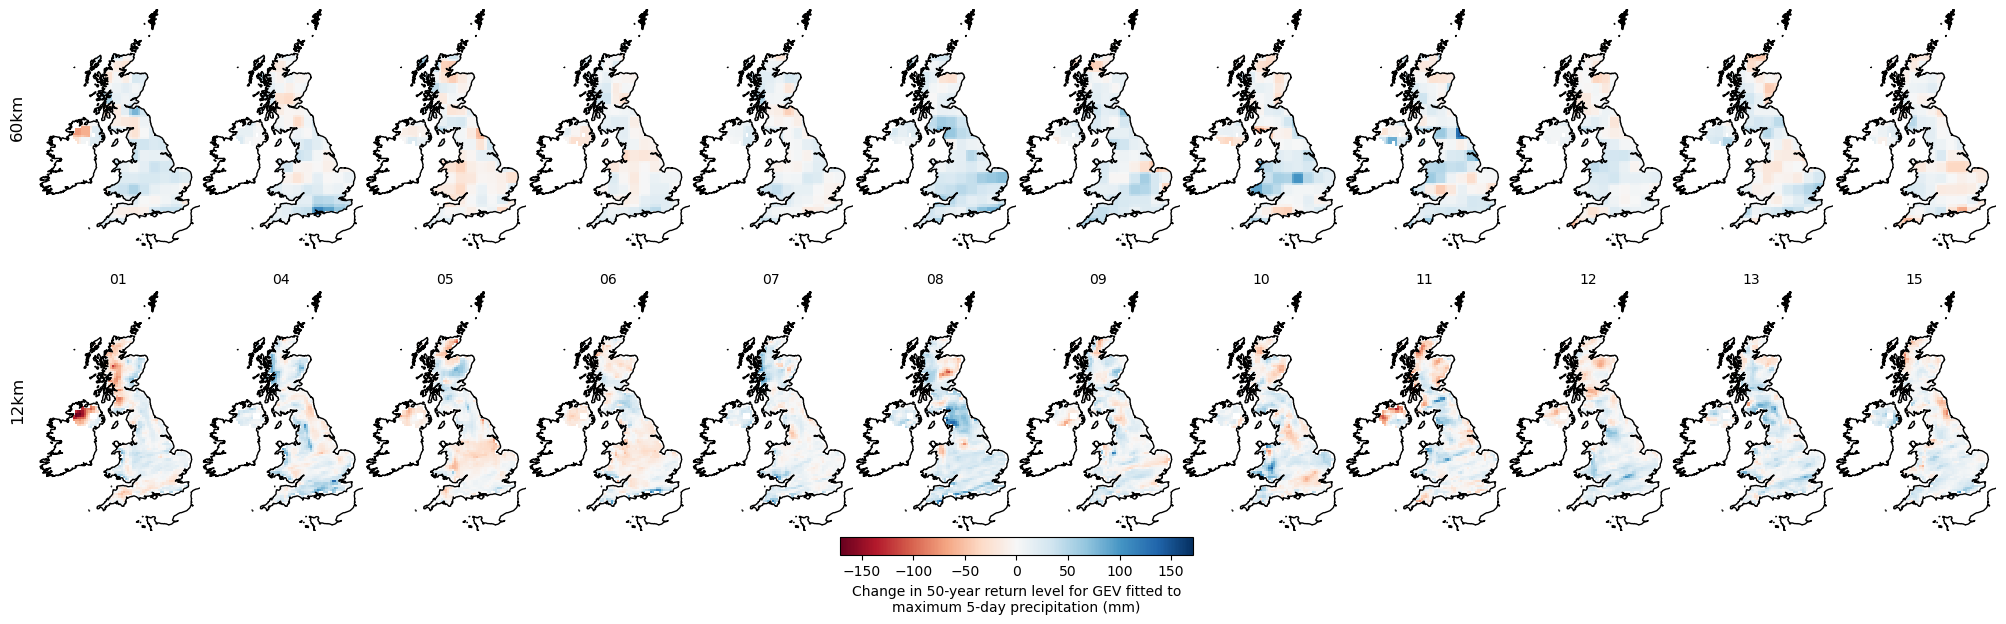 60km
01 04 05 06 07 08 09 10 11 12 13 15
12km
−150 −100 −50 0 50 100 150
Change in 50-year return level for GEV fitted to
maximum 5-day precipitation (mm)